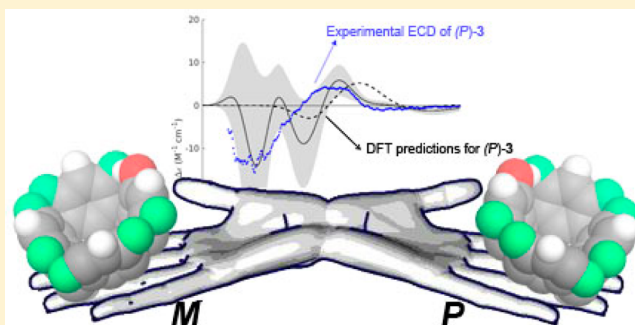 20
Experimental ECD of (P)-3
10
0
-10
DFT predictions for (P)-3
M
P